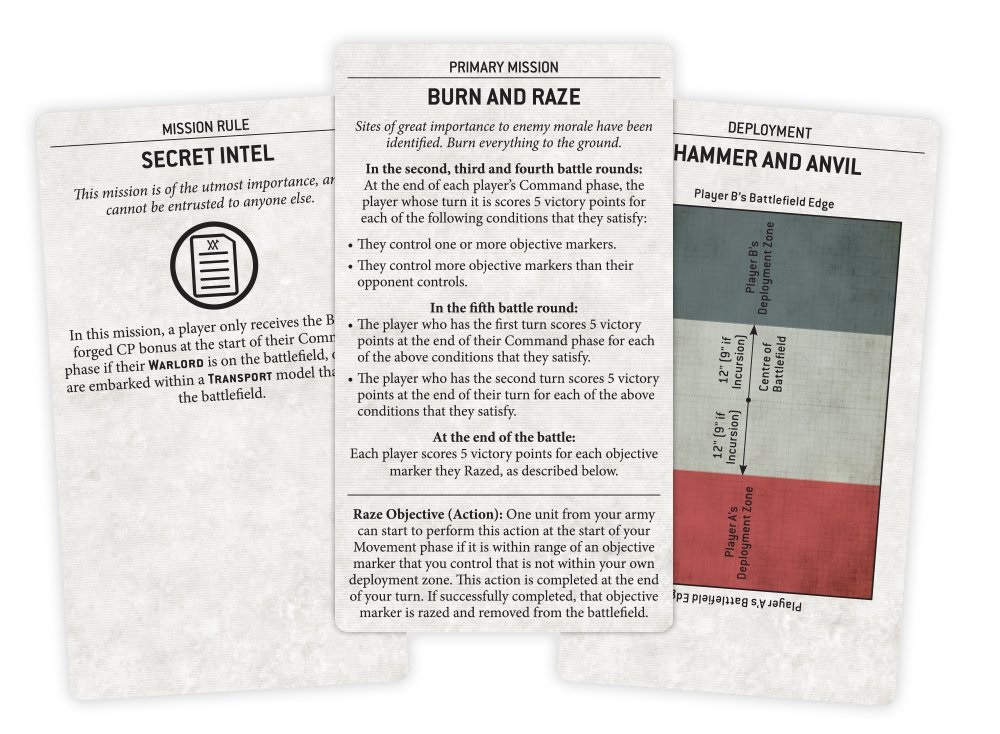 MISSION RULE
SECRET INTEL
This mission is of the utmost importance, an
cannot be entrusted to anyone else.
In this mission, a player only receives the B
forged CP bonus at the start of their Comm
phase if their WARLORD is on the battlefield,
are embarked within a TRANSPORT model tha
the battlefield.
PRIMARY MISSION
BURN AND RAZE
Sites of great importance to enemy morale have been
identified. Burn everything to the ground.
In the second, third and fourth battle rounds:
At the end of each player's Command phase, the
player whose turn it is scores 5 victory points for
each of the following conditions that they satisfy:
• They control one or more objective markers.
• They control more objective markers than their
opponent controls.
In the fifth battle round:
• The player who has the first turn scores 5 victory
points at the end of their Command phase for each
of the above conditions that they satisfy.
• The player who has the second turn scores 5 victory
points at the end of their turn for each of the above
conditions that they satisfy.
At the end of the battle:
Each player scores 5 victory points for each objective
marker they Razed, as described below.
Raze Objective (Action): One unit from your army
can start to perform this action at the start of your
Movement phase if it is within range of an objective
marker that you control that is not within your own
deployment zone. This action is completed at the end
of your turn. If successfully completed, that objective
marker is razed and removed from the battlefield.
DEPLOYMENT
HAMMER AND ANVIL
Player B's Battlefield Edge
Player B's
Deployment Zone
12" (9" if
Incursion)
Centre of
Battlefield
12" (9" if
Incursion)
Player A's
Deployment Zone
Player A's Battlefield Edg